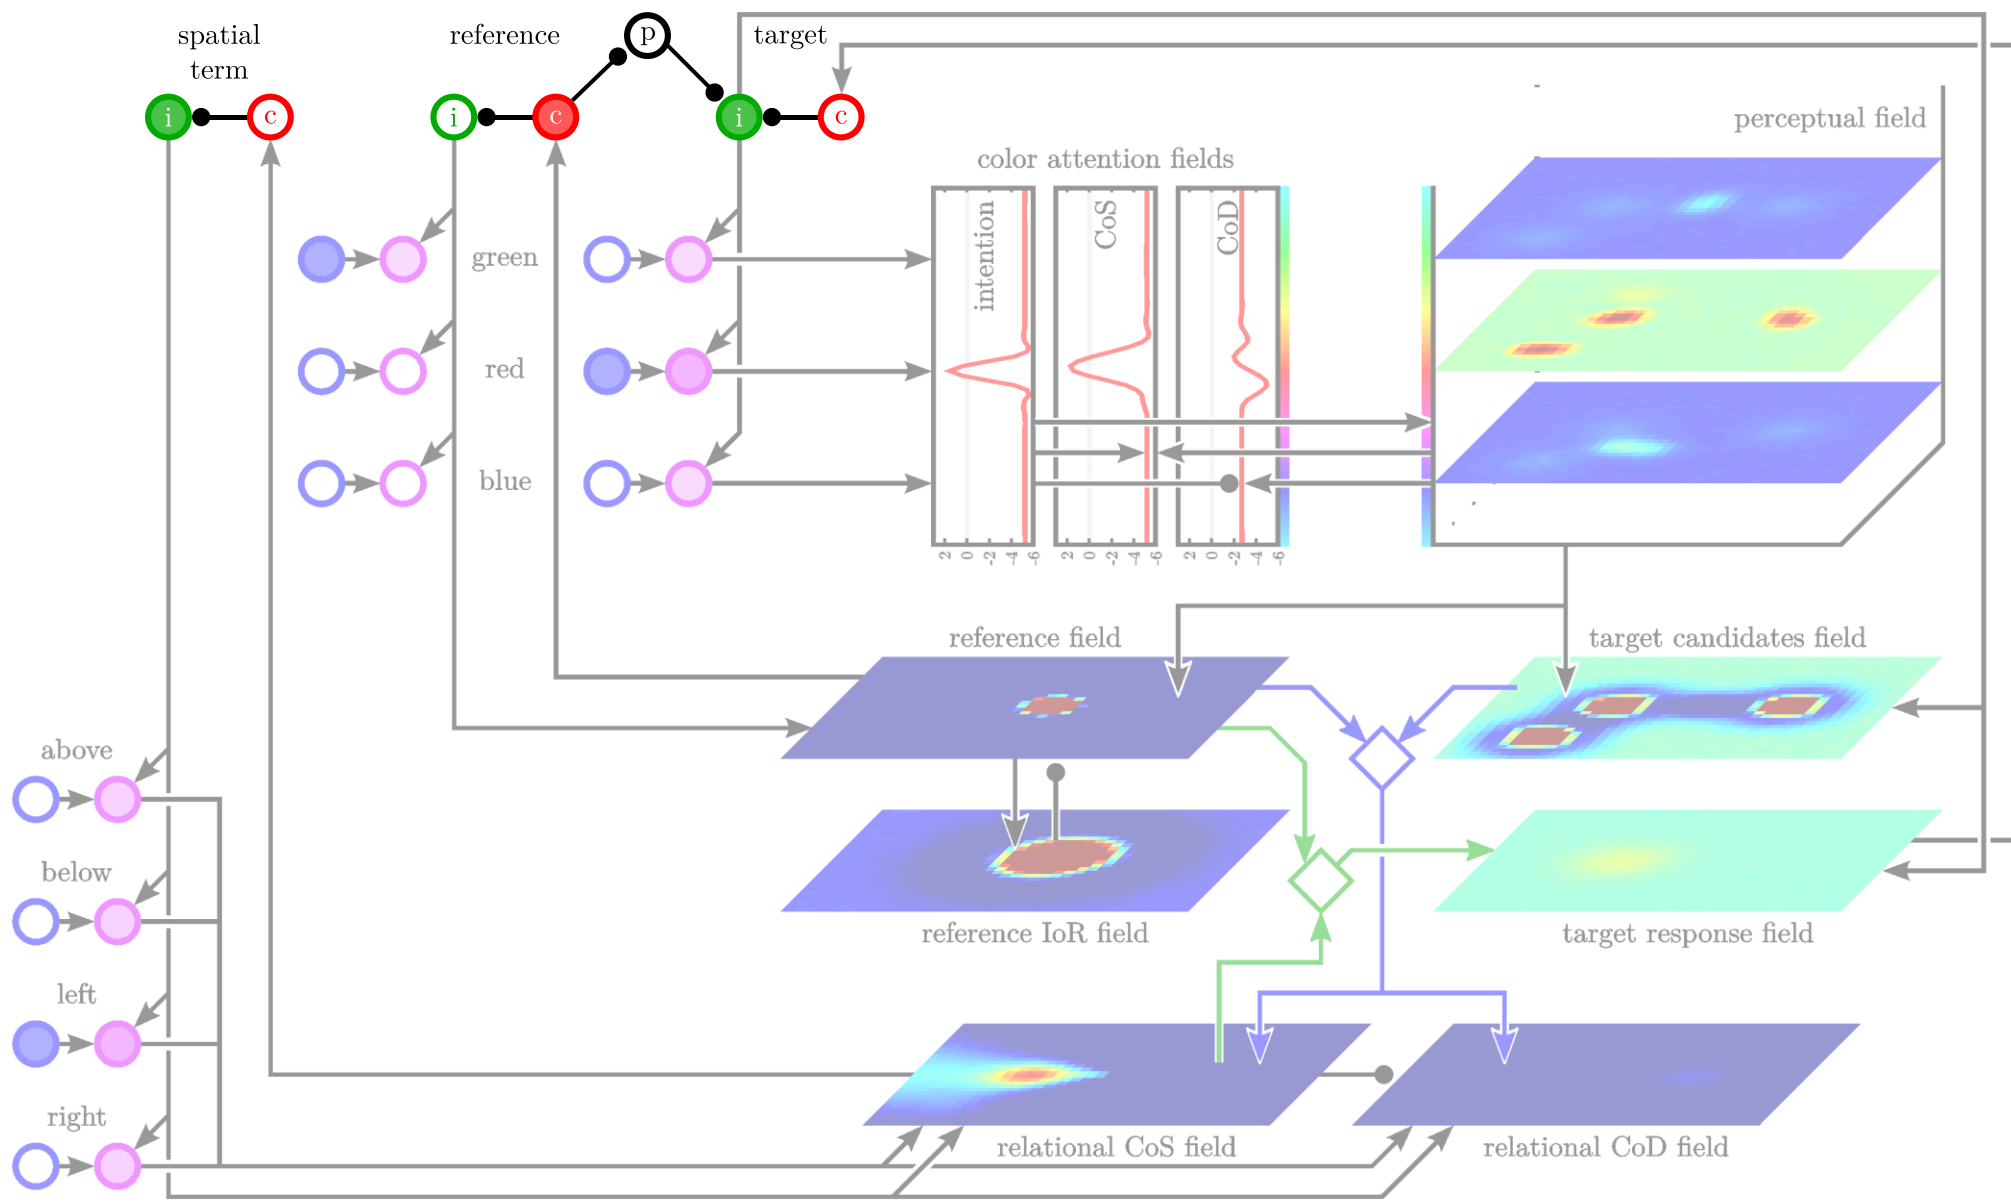 spatial
term
reference
p
target
i
c
i
c
i
c
perceptual field
color attention fields
intention
CoS
CoD
green
red
blue
2 0 -2 -4 -6
2 0 -2 -4 -6
2 0 -2 -4 -6
reference field
target candidates field
above
below
left
right
reference IoR field
target response field
relational CoS field
relational CoD field